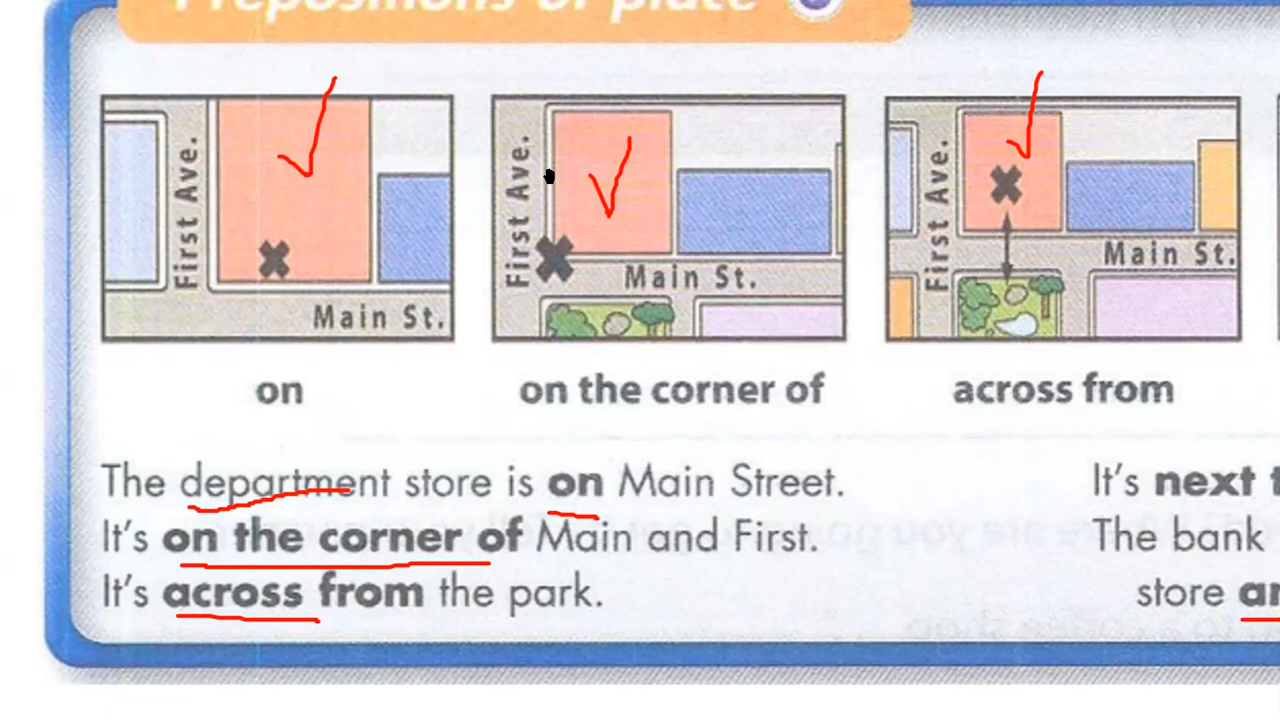 Prepositions of place
First Ave.
Main St.
First Ave.
Main St.
First Ave.
Main St.
on
on the corner of
across from
The department store is on Main Street.
It's on the corner of Main and First.
It's across from the park.
It's next
The bank
store